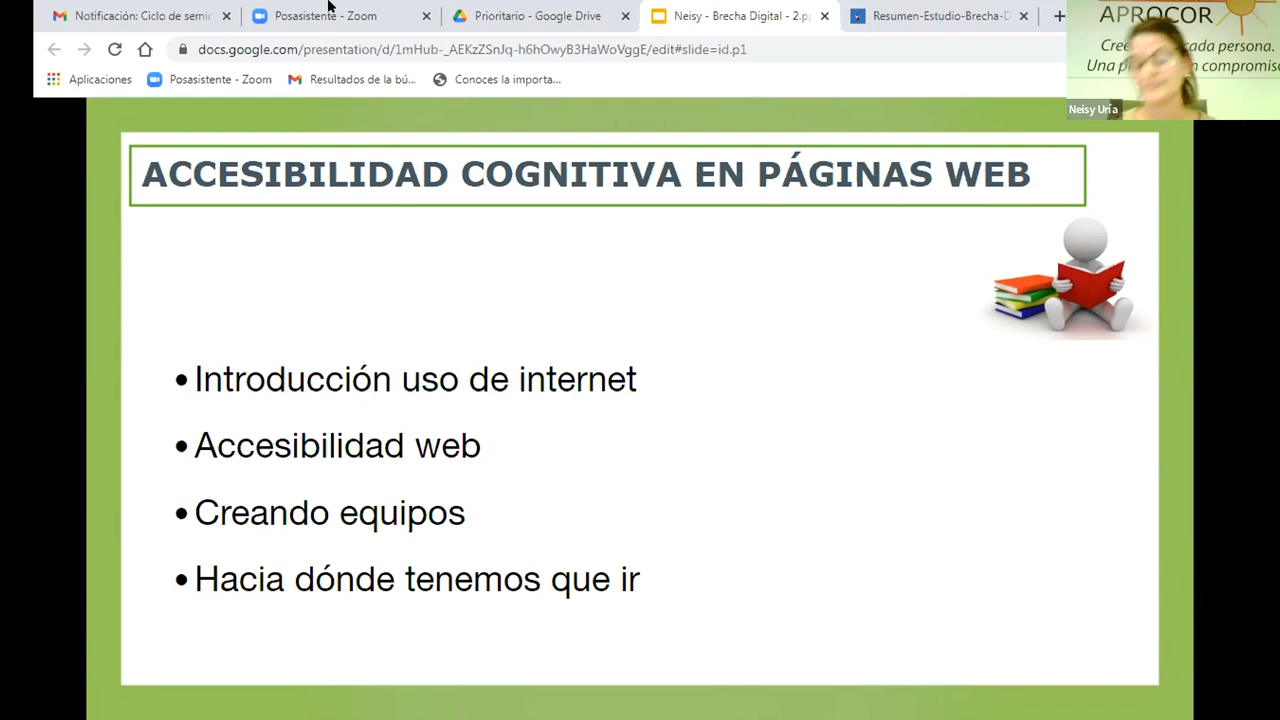 Notificación: Ciclo de semir
Posasistente - Zoom
Prioritario - Google Drive
Neisy - Brecha Digital - 2.pp
Resumen-Estudio-Brecha-D
docs.google.com/presentation/d/1mHub-_AEKzZSnJq-h6hOwyB3HaWoVggE/edit#slide=id.p1
Aplicaciones
Posasistente - Zoom
Resultados de la bú...
Conoces la importa...
APROCOR
cada persona.
Una
compromiso
Neisy Uría
ACCESIBILIDAD COGNITIVA EN PÁGINAS WEB
• Introducción uso de internet
• Accesibilidad web
• Creando equipos
• Hacia dónde tenemos que ir